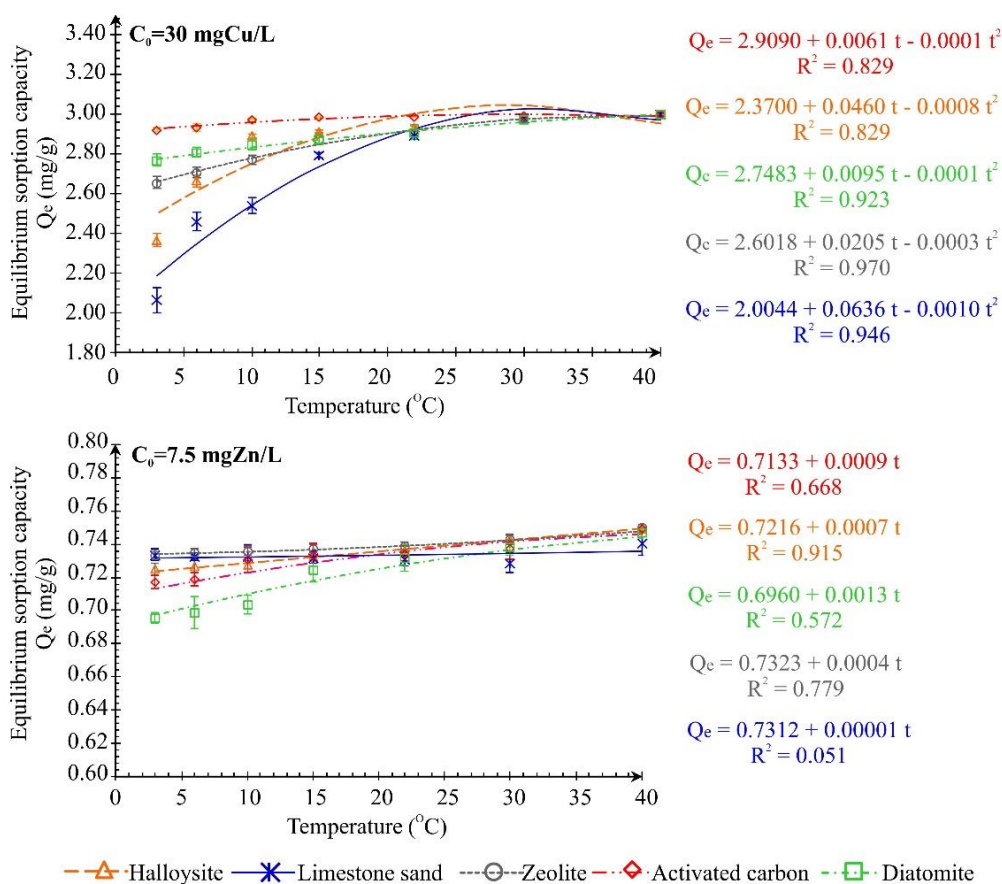 C₀=30 mgCu/L
Equilibrium sorption capacity
Qe (mg/g)
3.40
3.20
3.00
2.80
2.60
2.40
2.20
2.00
1.80
0 5 10 15 20 25 30 35 40
Temperature (°C)
Qe = 2.9090 + 0.0061 t - 0.0001 t²
R² = 0.829
Qe = 2.3700 + 0.0460 t - 0.0008 t²
R² = 0.829
Qc = 2.7483 + 0.0095 t - 0.0001 t²
R² = 0.923
Qc = 2.6018 + 0.0205 t - 0.0003 t²
R² = 0.970
Qe = 2.0044 + 0.0636 t - 0.0010 t²
R² = 0.946
C₀=7.5 mgZn/L
Equilibrium sorption capacity
Qe (mg/g)
0.80
0.78
0.76
0.74
0.72
0.70
0.68
0.66
0.64
0.62
0.60
0 5 10 15 20 25 30 35 40
Temperature (°C)
Qe = 0.7133 + 0.0009 t
R² = 0.668
Qe = 0.7216 + 0.0007 t
R² = 0.915
Qe = 0.6960 + 0.0013 t
R² = 0.572
Qe = 0.7323 + 0.0004 t
R² = 0.779
Qe = 0.7312 + 0.00001 t
R² = 0.051
Halloysite Limestone sand Zeolite Activated carbon Diatomite